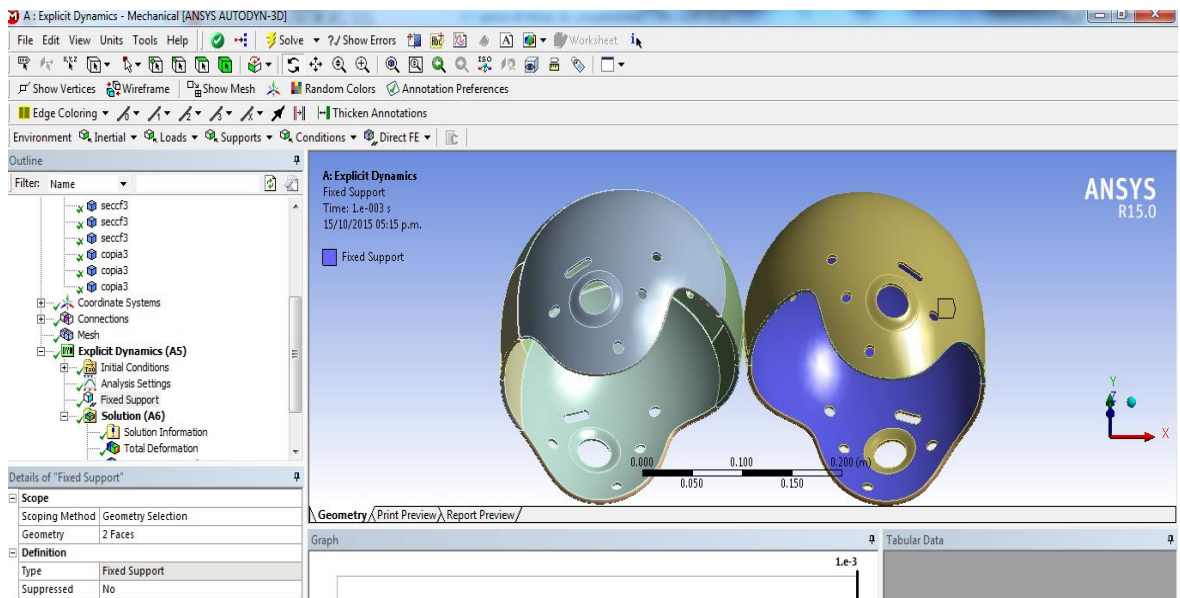 A : Explicit Dynamics - Mechanical [ANSYS AUTODYN-3D]
File Edit View Units Tools Help Solve ?/ Show Errors Worksheet
Show Vertices Wireframe Show Mesh Random Colors Annotation Preferences
Edge Coloring Thicken Annotations
Environment Inertial Loads Supports Conditions Direct FE
Outline
Filter: Name
seccf3
seccf3
seccf3
copia3
copia3
copia3
Coordinate Systems
Connections
Mesh
Explicit Dynamics (A5)
Initial Conditions
Analysis Settings
Fixed Support
Solution (A6)
Solution Information
Total Deformation
Details of "Fixed Support"
Scope
Scoping Method Geometry Selection
Geometry 2 Faces
Definition
Type Fixed Support
Suppressed No
A: Explicit Dynamics
Fixed Support
Time: 1.e-003 s
15/10/2015 05:15 p.m.
Fixed Support
ANSYS
R15.0
Y
Z
X
0.000 0.100 0.200 (m)
0.050 0.150
Geometry Print Preview Report Preview
Graph
1.e-3
Tabular Data